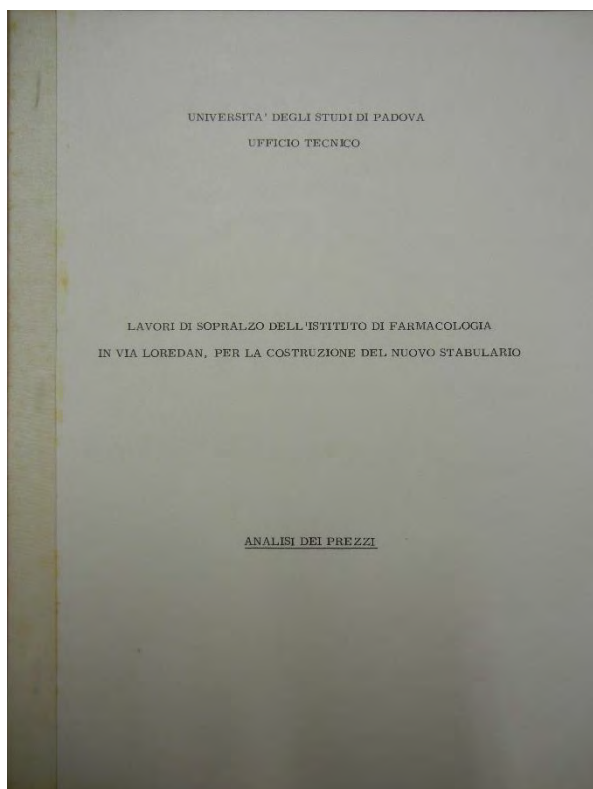 UNIVERSITA' DEGLI STUDI DI PADOVA
UFFICIO TECNICO
LAVORI DI SOPRALZO DELL'ISTITUTO DI FARMACOLOGIA
IN VIA LOREDAN, PER LA COSTRUZIONE DEL NUOVO STABULARIO
ANALISI DEI PREZZI